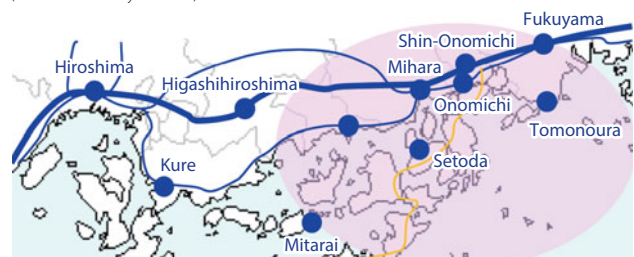 Fukuyama
Shin-Onomichi
Hiroshima
Mihara
Higashihiroshima
Onomichi
Tomonoura
Kure
Setoda
Mitarai